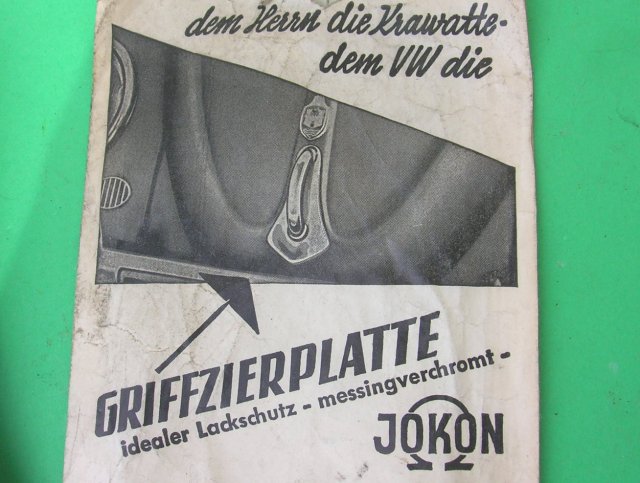 dem Herrn die Krawatte-
dem VW die
GRIFFZIERPLATTE
idealer Lackschutz - messingverchromt -
JOKON